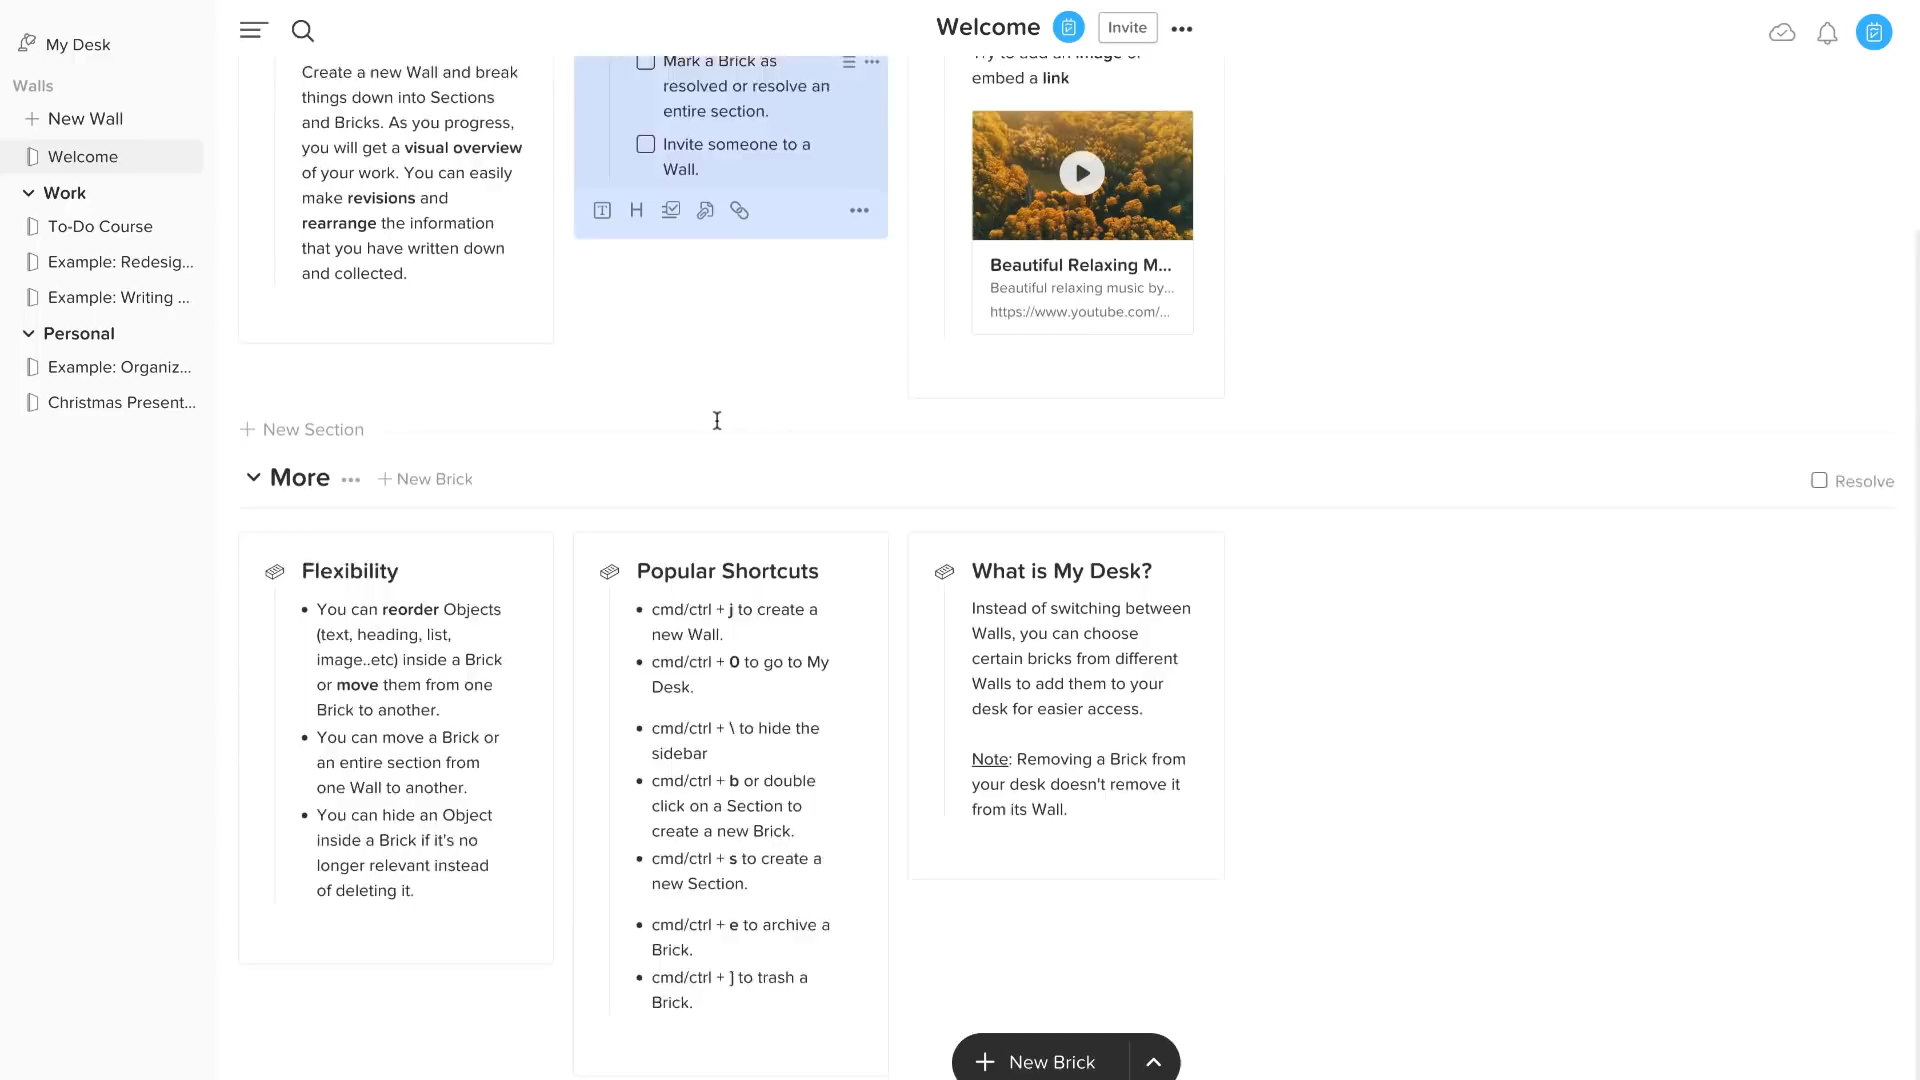 My Desk
Walls
New Wall
Welcome
Work
To-Do Course
Example: Redesig...
Example: Writing ...
Personal
Example: Organiz...
Christmas Present...
Welcome
Invite
Create a new Wall and break
things down into Sections
and Bricks. As you progress,
you will get a visual overview
of your work. You can easily
make revisions and
rearrange the information
that you have written down
and collected.
Mark a Brick as
resolved or resolve an
entire section.
Invite someone to a
Wall.
Try to add an image or
embed a link
Beautiful Relaxing M...
Beautiful relaxing music by...
https://www.youtube.com/...
+ New Section
More
+ New Brick
Resolve
Flexibility
• You can reorder Objects
(text, heading, list,
image..etc) inside a Brick
or move them from one
Brick to another.
• You can move a Brick or
an entire section from
one Wall to another.
• You can hide an Object
inside a Brick if it's no
longer relevant instead
of deleting it.
Popular Shortcuts
• cmd/ctrl + j to create a
new Wall.
• cmd/ctrl + 0 to go to My
Desk.
• cmd/ctrl + \ to hide the
sidebar
• cmd/ctrl + b or double
click on a Section to
create a new Brick.
• cmd/ctrl + s to create a
new Section.
• cmd/ctrl + e to archive a
Brick.
• cmd/ctrl + ] to trash a
Brick.
What is My Desk?
Instead of switching between
Walls, you can choose
certain bricks from different
Walls to add them to your
desk for easier access.
Note: Removing a Brick from
your desk doesn't remove it
from its Wall.
+ New Brick